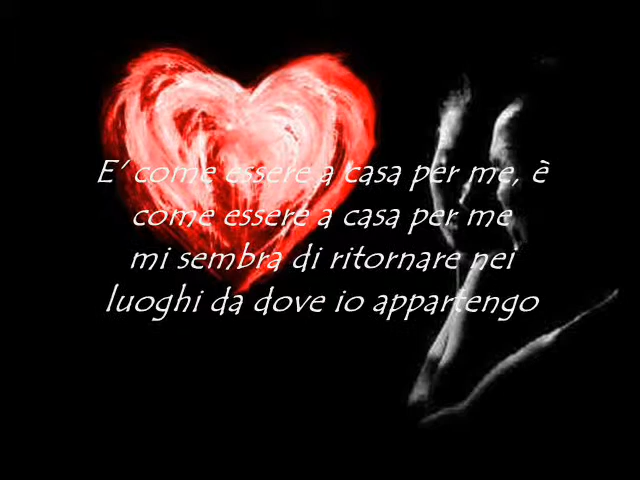 E' come essere a casa per me, è
come essere a casa per me
mi sembra di ritornare nei
luoghi da dove io appartengo